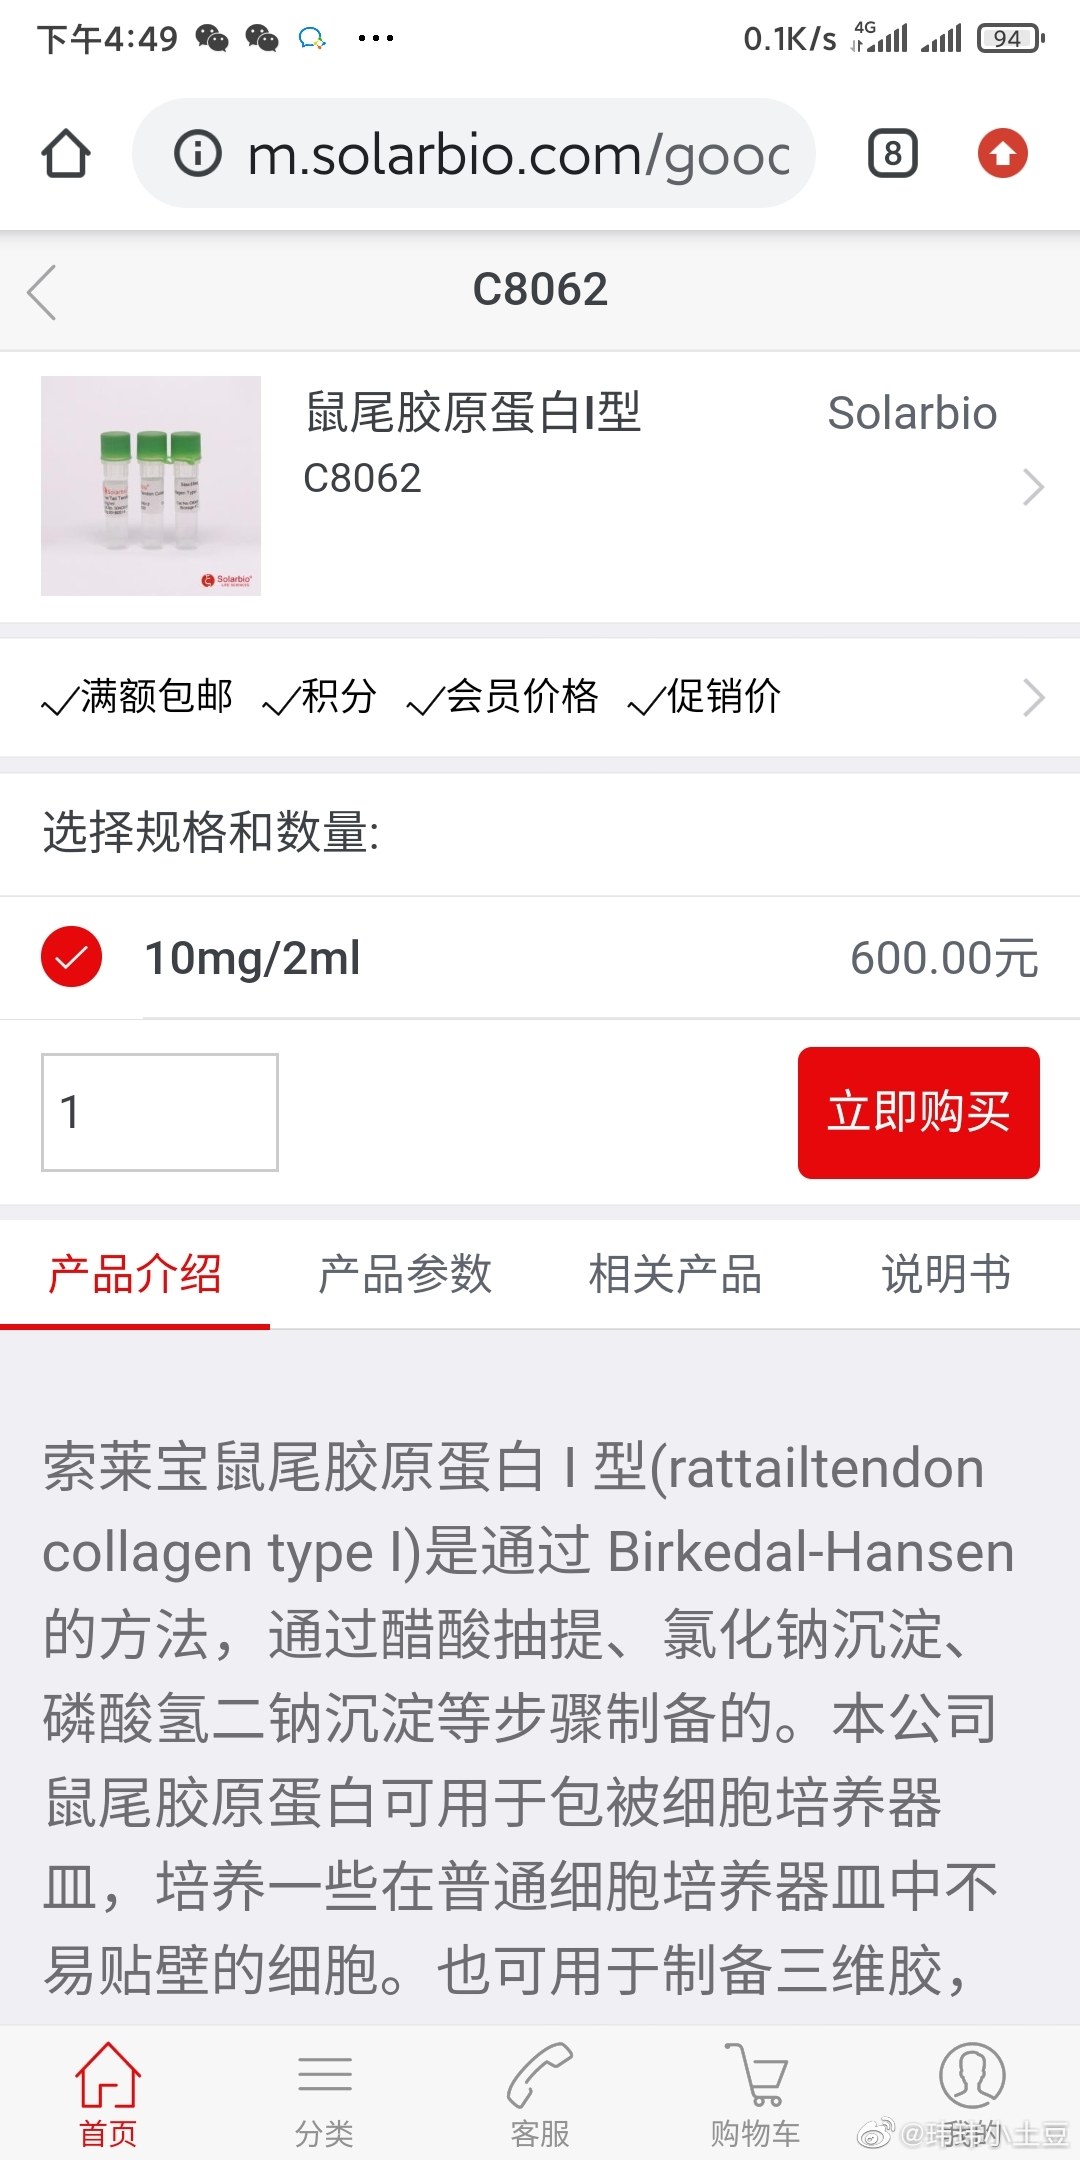 下午4:49
0.1K/s 4G 94
m.solarbio.com/gooc
8
C8062
鼠尾胶原蛋白I型 Solarbio
C8062
Solarbio
满额包邮 积分 会员价格 促销价
选择规格和数量:
10mg/2ml 600.00元
1 立即购买
产品介绍 产品参数 相关产品 说明书
索莱宝鼠尾胶原蛋白 I 型(rattailtendon
collagen type I)是通过 Birkedal-Hansen
的方法，通过醋酸抽提、氯化钠沉淀、
磷酸氢二钠沉淀等步骤制备的。本公司
鼠尾胶原蛋白可用于包被细胞培养器
皿，培养一些在普通细胞培养器皿中不
易贴壁的细胞。也可用于制备三维胶，
首页 分类 客服 购物车 我的